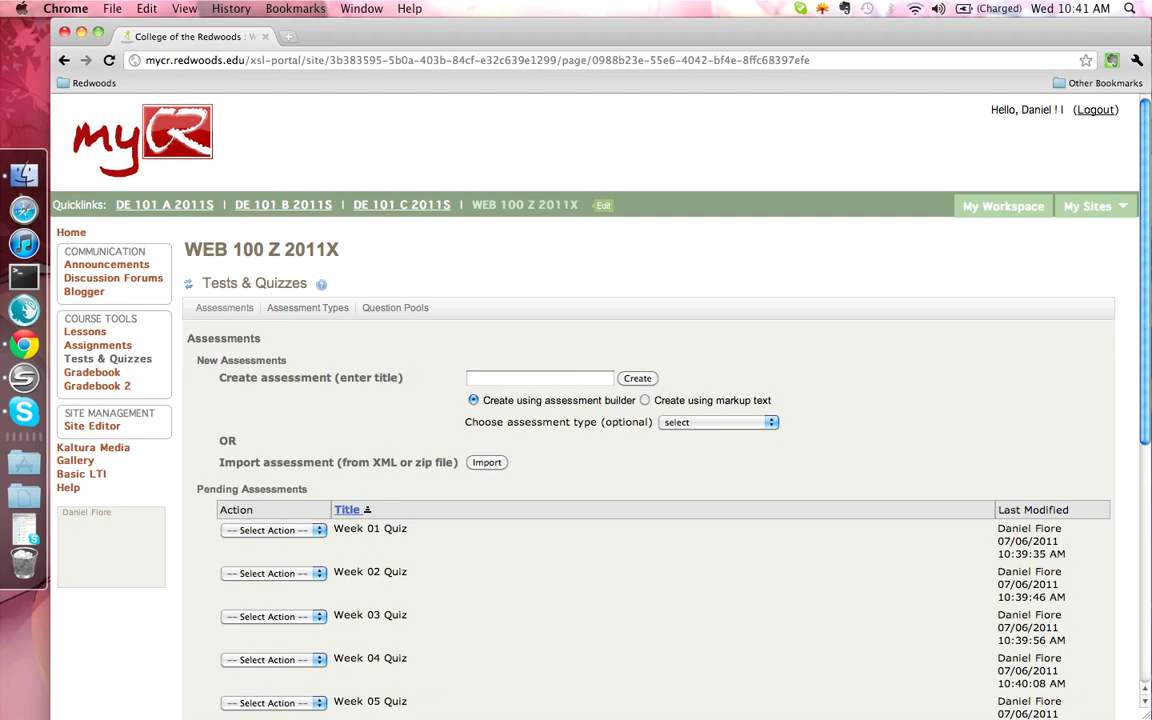 Chrome File Edit View History Bookmarks Window Help (Charged) Wed 10:41 AM
College of the Redwoods : W
mycr.redwoods.edu/xsl-portal/site/3b383595-5b0a-403b-84cf-e32c639e1299/page/0988b23e-55e6-4042-bf4e-8ffc68397efe
Redwoods Other Bookmarks
my CR
Hello, Daniel ! | (Logout)
Quicklinks: DE 101 A 2011S | DE 101 B 2011S | DE 101 C 2011S | WEB 100 Z 2011X Edit My Workspace My Sites
Home
COMMUNICATION
Announcements
Discussion Forums
Blogger
COURSE TOOLS
Lessons
Assignments
Tests & Quizzes
Gradebook
Gradebook 2
SITE MANAGEMENT
Site Editor
Kaltura Media
Gallery
Basic LTI
Help
Daniel Fiore
WEB 100 Z 2011X
Tests & Quizzes
Assessments | Assessment Types | Question Pools
Assessments
New Assessments
Create assessment (enter title) Create
Create using assessment builder Create using markup text
Choose assessment type (optional) select
OR
Import assessment (from XML or zip file) Import
Pending Assessments
Action Title Last Modified
-- Select Action -- Week 01 Quiz Daniel Fiore
07/06/2011
10:39:35 AM
-- Select Action -- Week 02 Quiz Daniel Fiore
07/06/2011
10:39:46 AM
-- Select Action -- Week 03 Quiz Daniel Fiore
07/06/2011
10:39:56 AM
-- Select Action -- Week 04 Quiz Daniel Fiore
07/06/2011
10:40:08 AM
-- Select Action -- Week 05 Quiz Daniel Fiore
07/06/2011